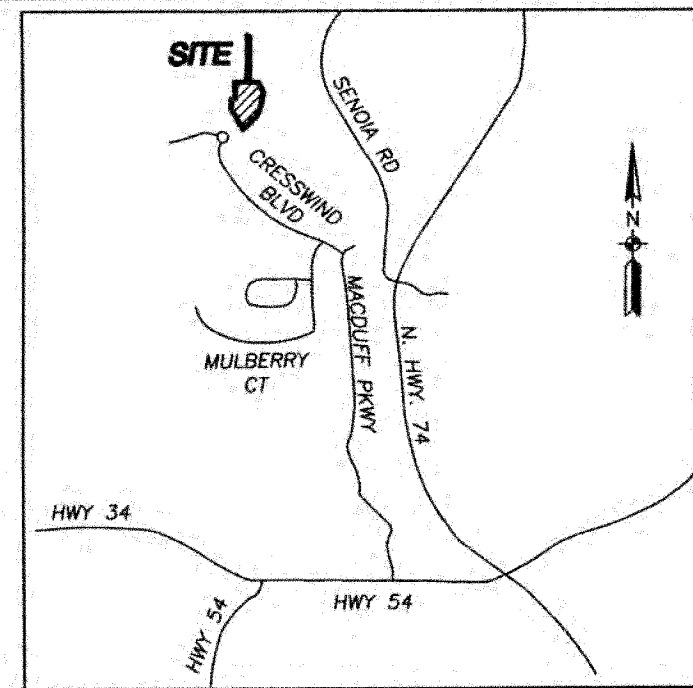 SITE
SENOIA RD
CRESSWIND
BLVD
N
MACDUFF PKWY
N. HWY. 74
MULBERRY
CT
HWY 34
HWY 54
HWY 54